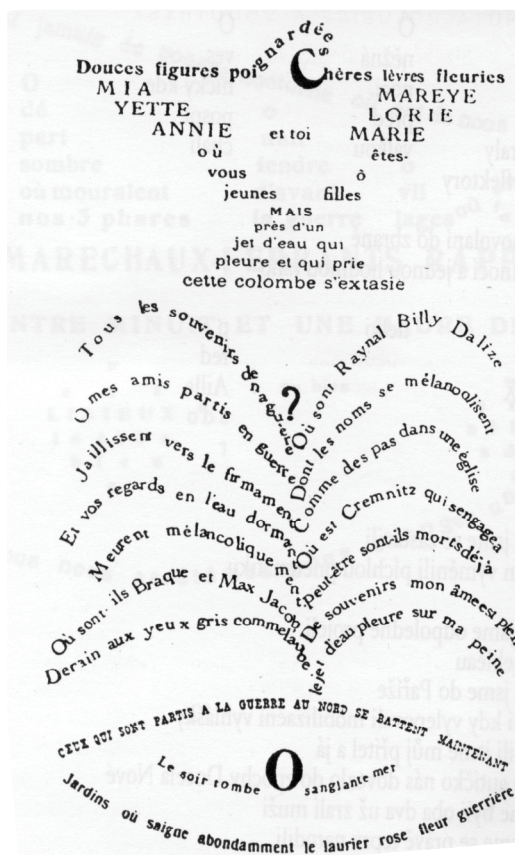 Douces figures poignardées Chères lèvres fleuries
MIA MAREYE
YETTE LORIE
ANNIE et toi MARIE
où êtes-
vous ô
jeunes filles
MAIS
près d'un
jet d'eau qui
pleure et qui prie
cette colombe s'extasie
Tous les souvenirs de naguère
O mes amis partis en guerre
Jaillissent vers le firmament
Et vos regards en l'eau dormant
Meurent mélancoliquement
Où sont-ils Braque et Max Jacob
Derain aux yeux gris comme l'aube
?
Où sont Raynal Billy Dalize
Dont les noms se mélancolisent
Comme des pas dans une église
Où est Cremnitz qui s'engagea
Peut-être sont-ils morts déjà
De souvenirs mon âme est pleine
Le jet d'eau pleure sur ma peine
CEUX QUI SONT PARTIS A LA GUERRE AU NORD SE BATTENT MAINTENANT
Le soir tombe O sanglante mer
Jardins où saigne abondamment le laurier rose fleur guerrière